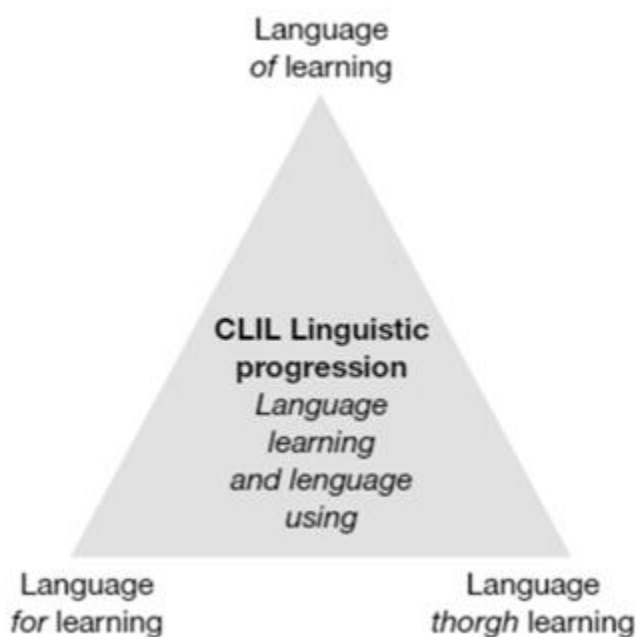 Language
of learning
CLIL Linguistic
progression
Language
learning
and lenguage
using
Language
for learning
Language
thorgh learning